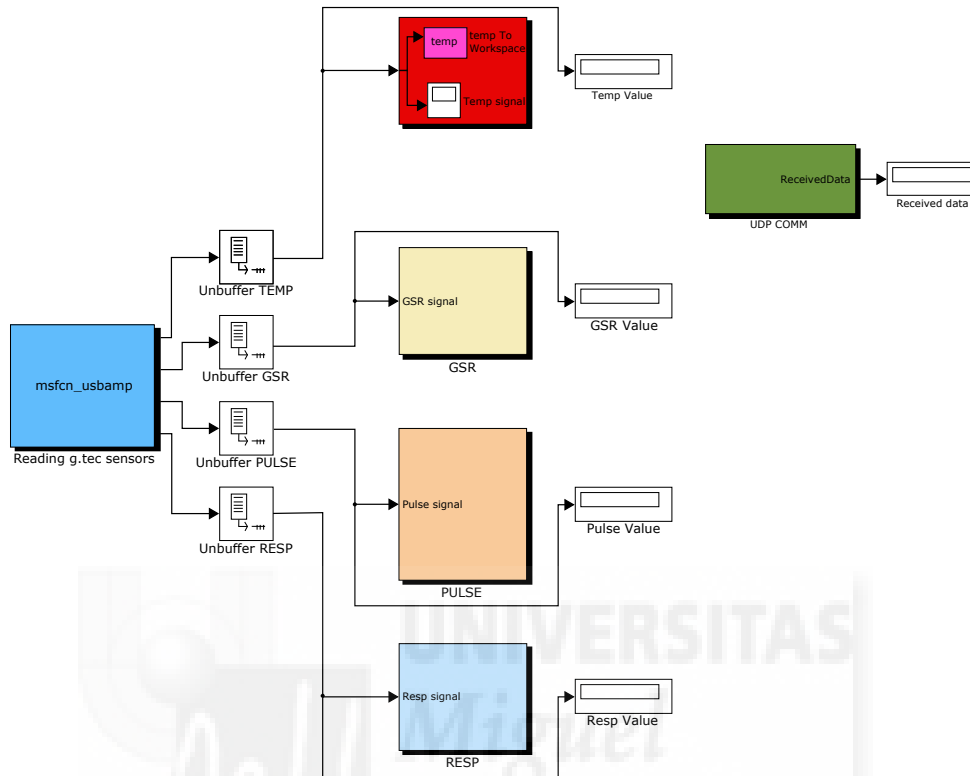 temp
temp To
Workspace
Temp signal
Temp Value
ReceivedData
Received data
UDP COMM
Unbuffer TEMP
GSR signal
GSR Value
GSR
Unbuffer GSR
msfcn_usbamp
Reading g.tec sensors
Unbuffer PULSE
Pulse signal
Pulse Value
PULSE
Unbuffer RESP
UNIVERSITAS
Miguel
Resp signal
Resp Value
RESP